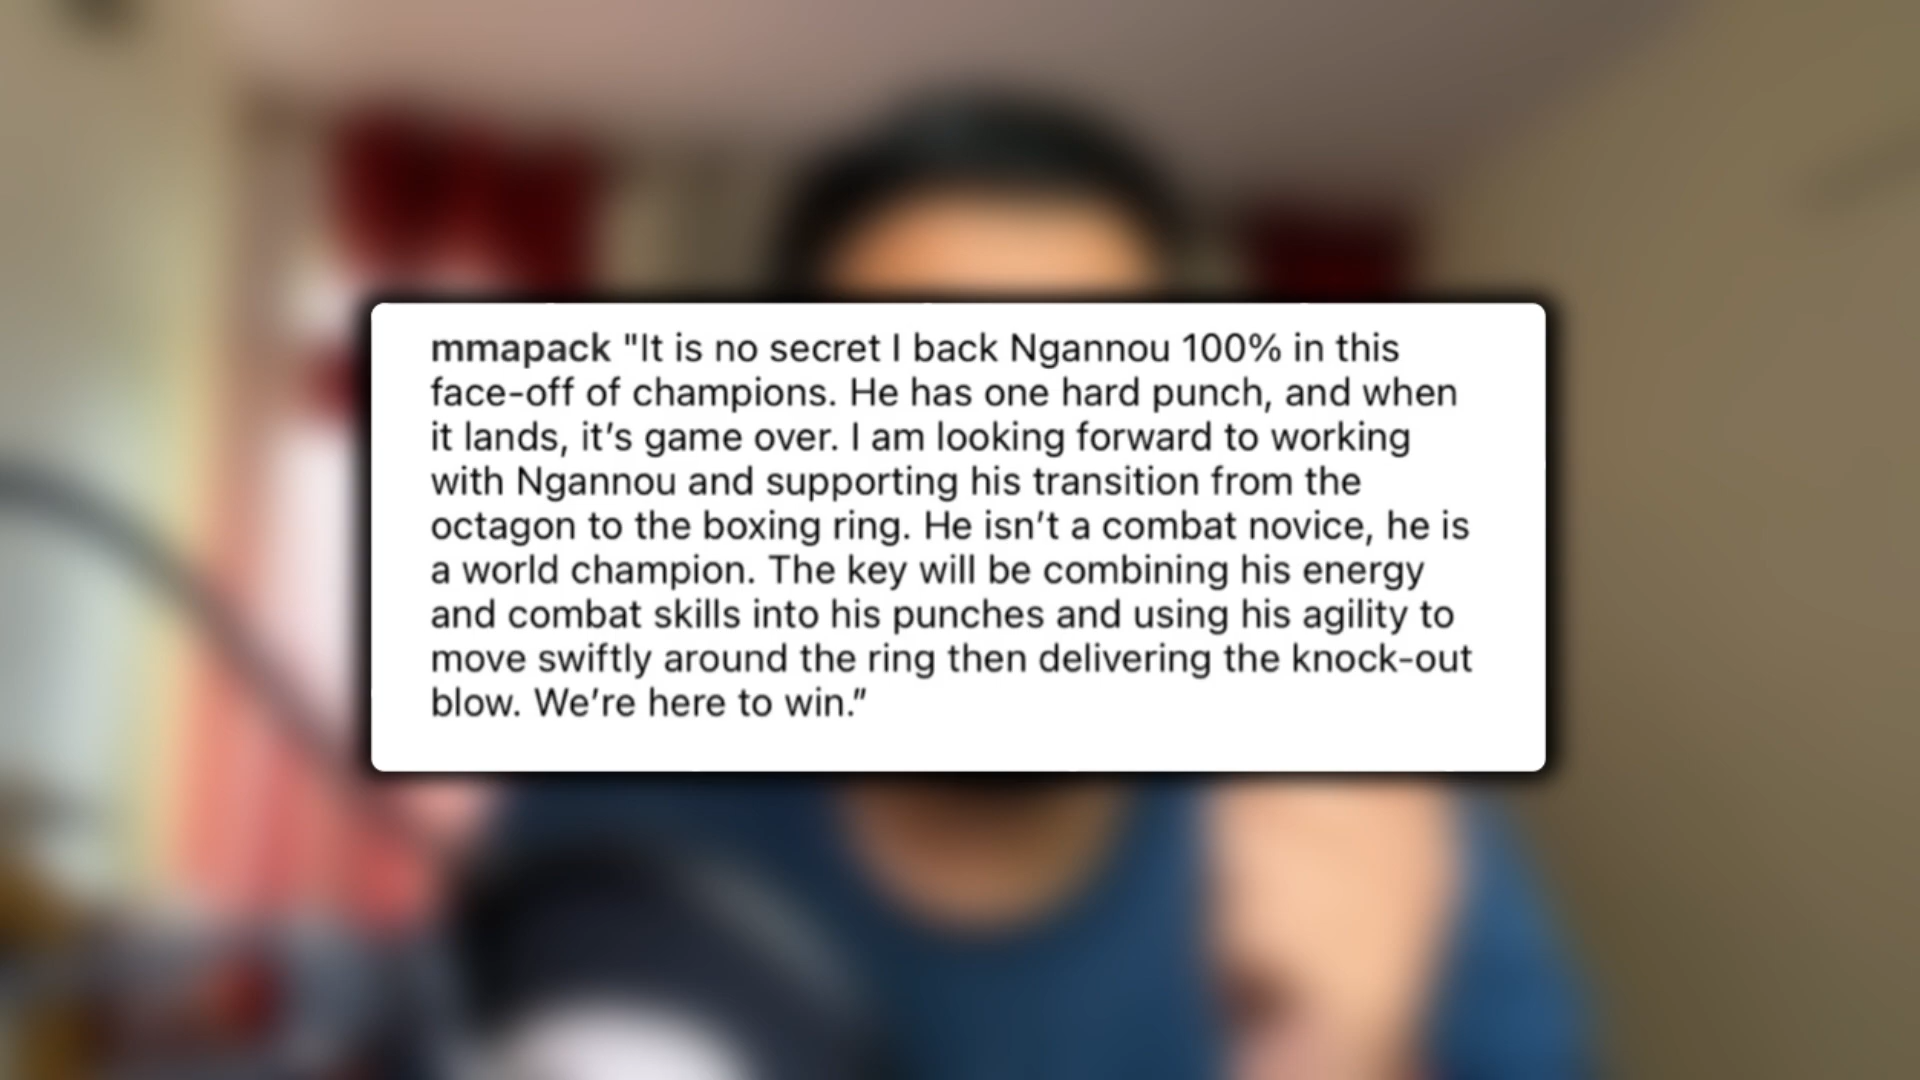 mmapack "It is no secret I back Ngannou 100% in this
face-off of champions. He has one hard punch, and when
it lands, it’s game over. I am looking forward to working
with Ngannou and supporting his transition from the
octagon to the boxing ring. He isn’t a combat novice, he is
a world champion. The key will be combining his energy
and combat skills into his punches and using his agility to
move swiftly around the ring then delivering the knock-out
blow. We’re here to win.”